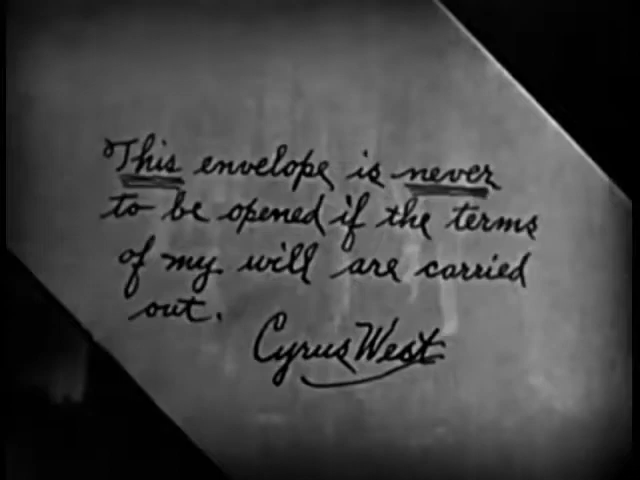 This envelope is never
to be opened if the terms
of my will are carried
out.
Cyrus West